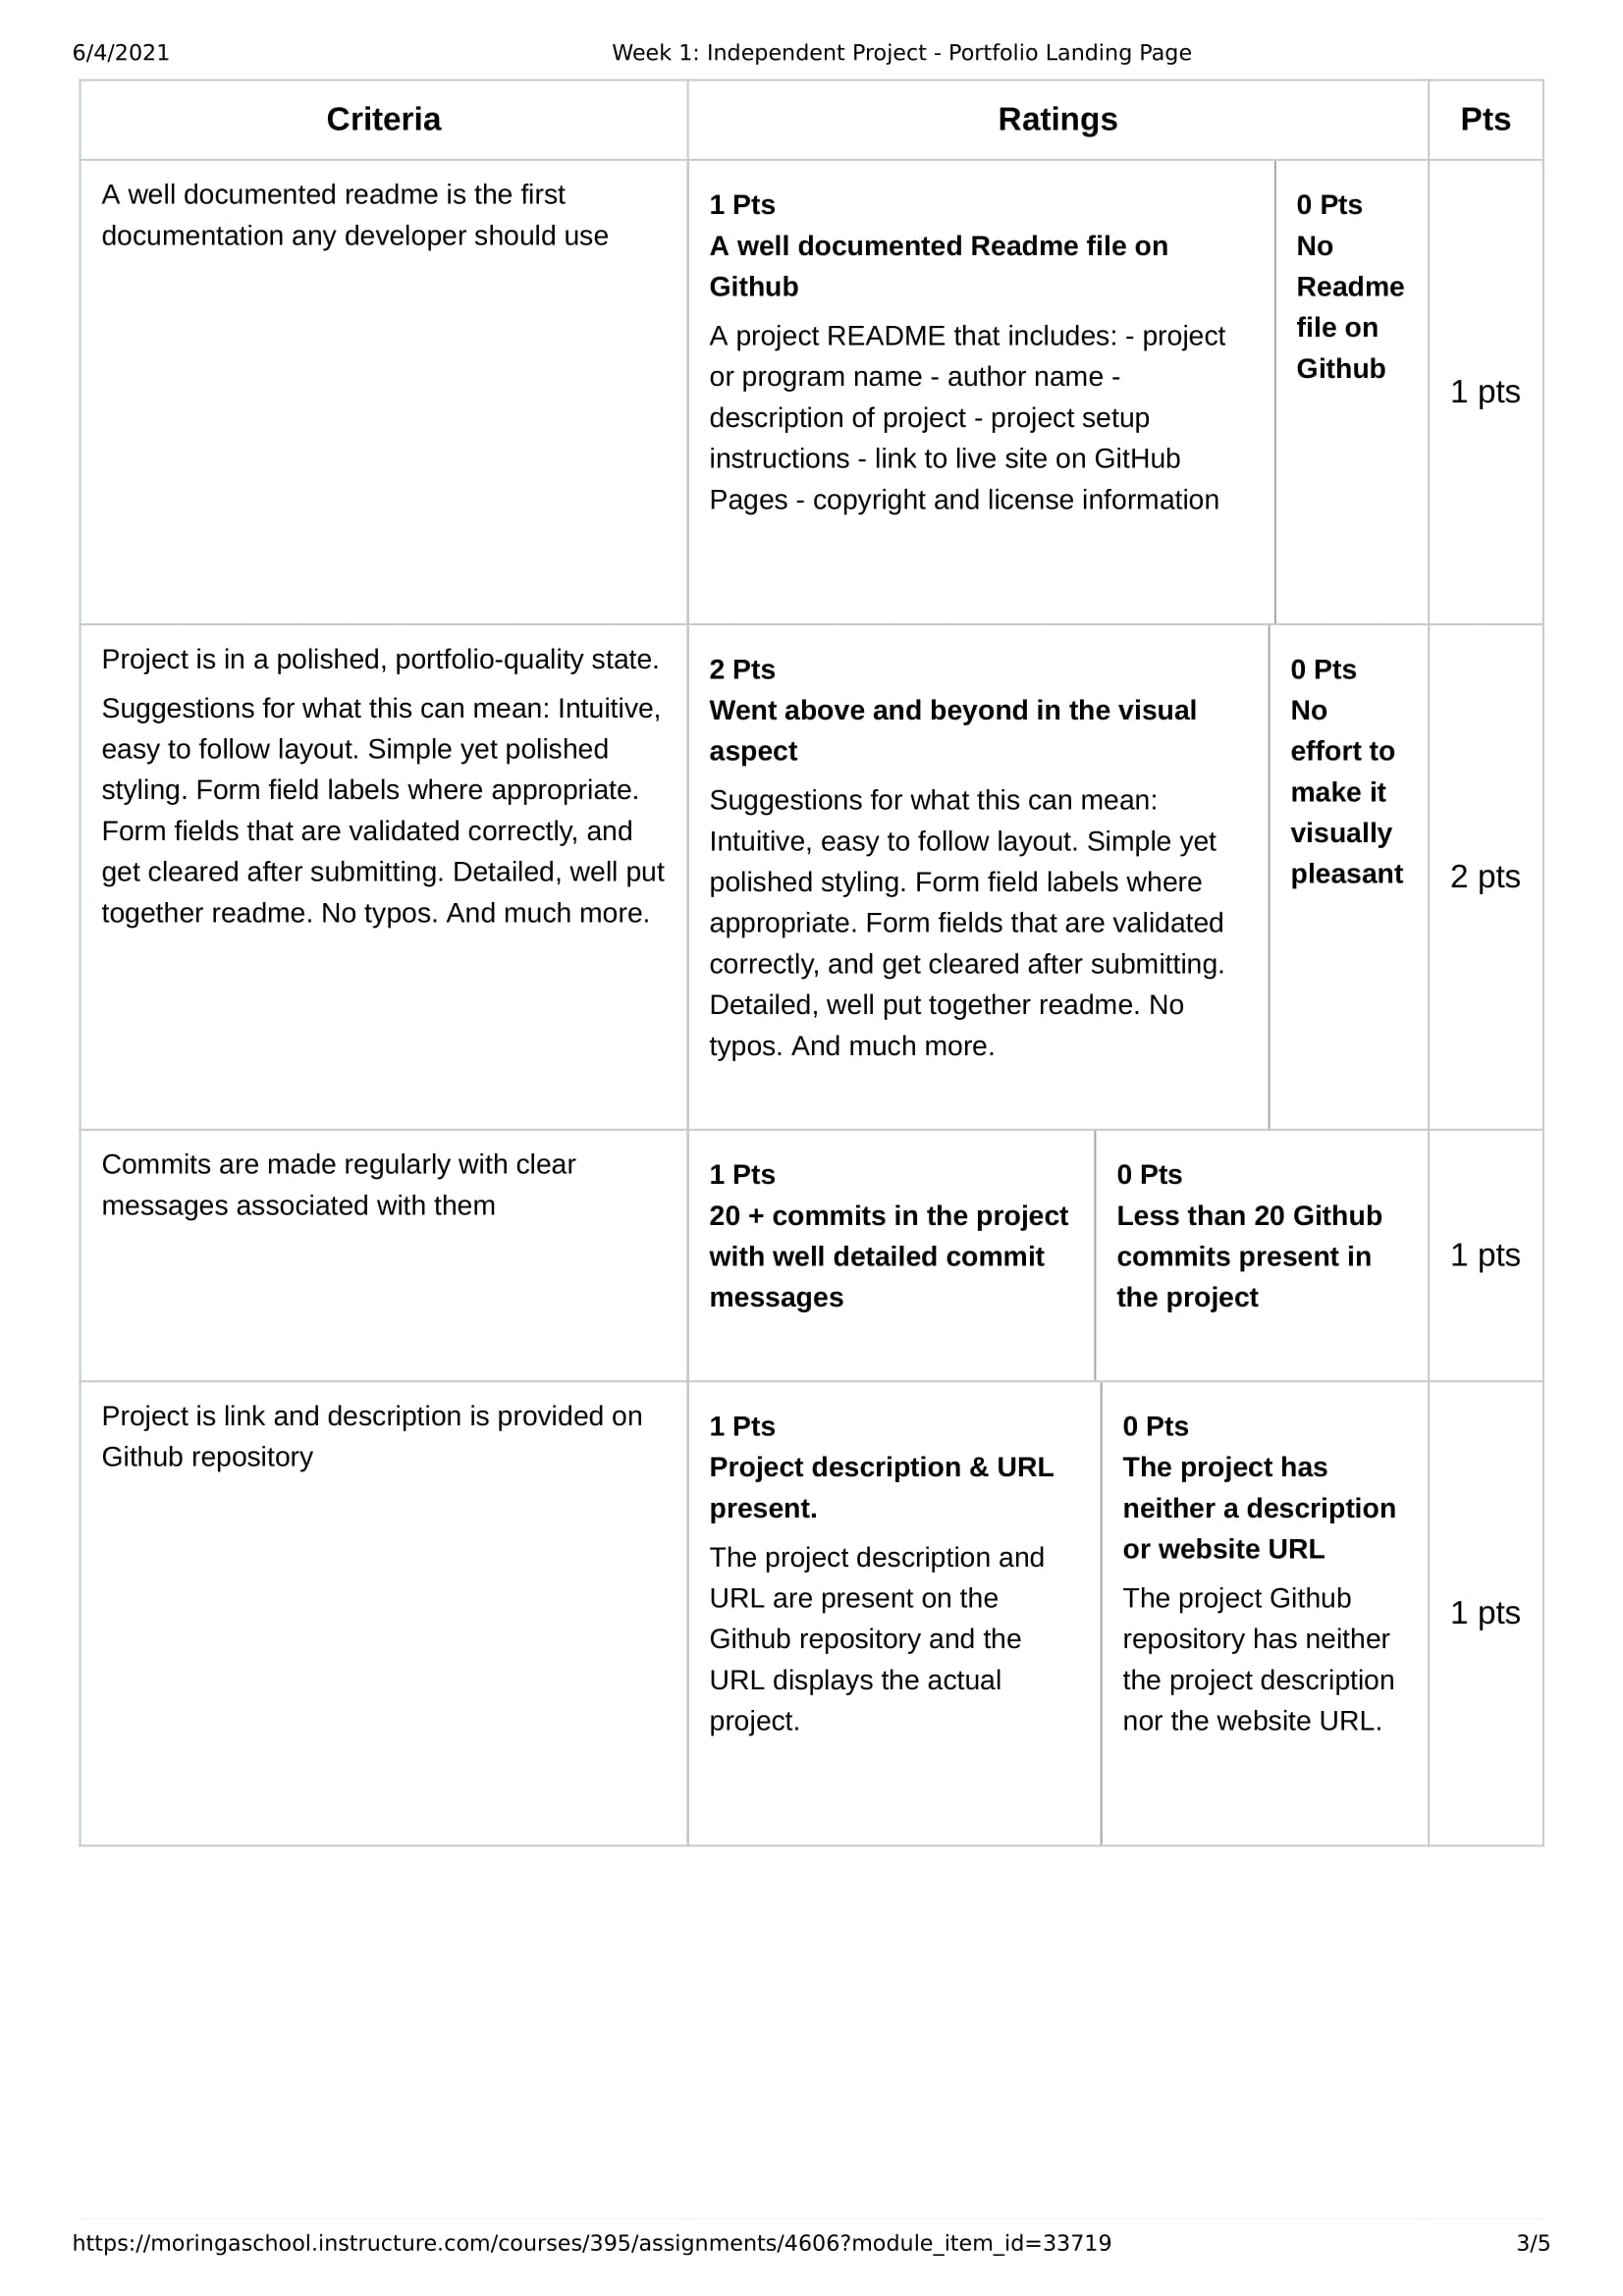 6/4/2021
Week 1: Independent Project - Portfolio Landing Page
Criteria
Ratings
Pts
A well documented readme is the first
documentation any developer should use
1 Pts
A well documented Readme file on
Github
A project README that includes: - project
or program name - author name -
description of project - project setup
instructions - link to live site on GitHub
Pages - copyright and license information
0 Pts
No
Readme
file on
Github
1 pts
Project is in a polished, portfolio-quality state.
Suggestions for what this can mean: Intuitive,
easy to follow layout. Simple yet polished
styling. Form field labels where appropriate.
Form fields that are validated correctly, and
get cleared after submitting. Detailed, well put
together readme. No typos. And much more.
2 Pts
Went above and beyond in the visual
aspect
Suggestions for what this can mean:
Intuitive, easy to follow layout. Simple yet
polished styling. Form field labels where
appropriate. Form fields that are validated
correctly, and get cleared after submitting.
Detailed, well put together readme. No
typos. And much more.
0 Pts
No
effort to
make it
visually
pleasant
2 pts
Commits are made regularly with clear
messages associated with them
1 Pts
20 + commits in the project
with well detailed commit
messages
0 Pts
Less than 20 Github
commits present in
the project
1 pts
Project is link and description is provided on
Github repository
1 Pts
Project description & URL
present.
The project description and
URL are present on the
Github repository and the
URL displays the actual
project.
0 Pts
The project has
neither a description
or website URL
The project Github
repository has neither
the project description
nor the website URL.
1 pts
https://moringaschool.instructure.com/courses/395/assignments/4606?module_item_id=33719
3/5